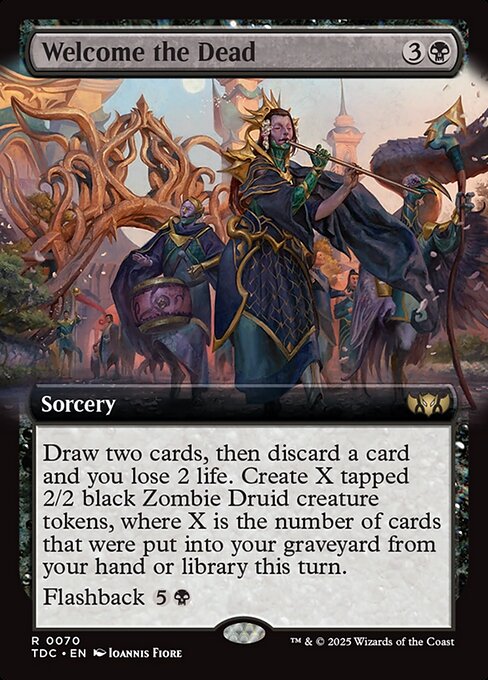 Welcome the Dead 3
Sorcery
Draw two cards, then discard a card
and you lose 2 life. Create X tapped
2/2 black Zombie Druid creature
tokens, where X is the number of cards
that were put into your graveyard from
your hand or library this turn.
Flashback 5
R 0070
TDC • EN Ioannis Fiore
™ & © 2025 Wizards of the Coast